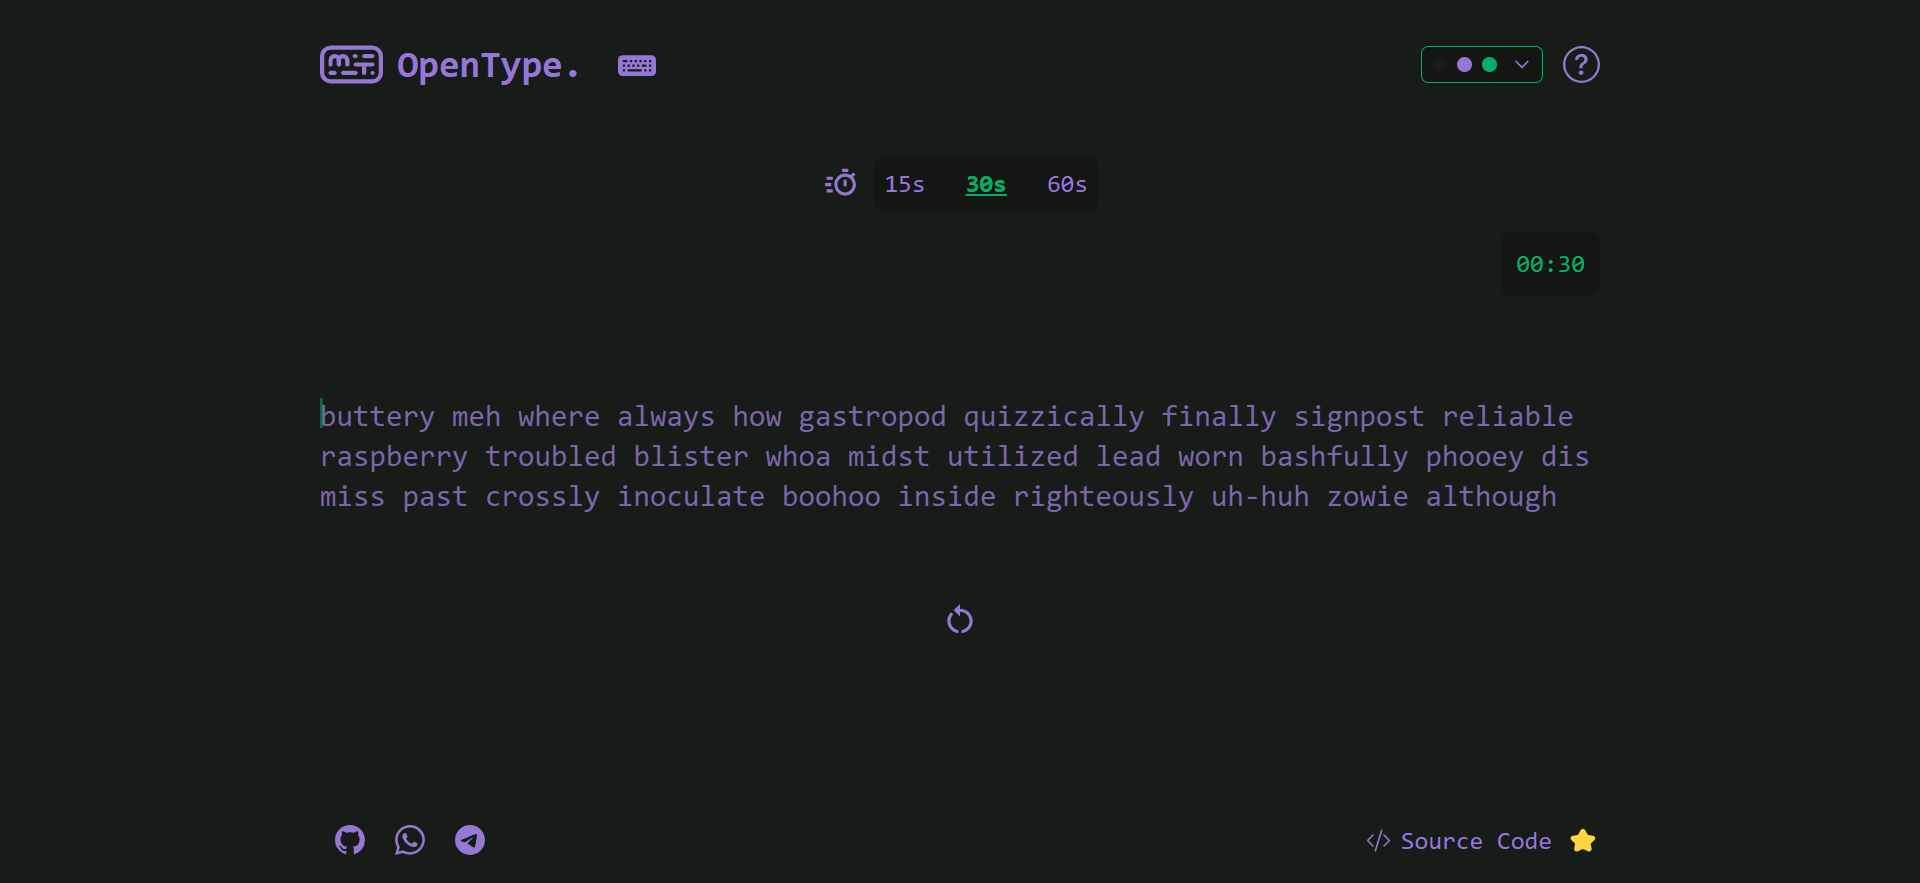 OpenType.
15s 30s 60s
00:30
buttery meh where always how gastropod quizzically finally signpost reliable
raspberry troubled blister whoa midst utilized lead worn bashfully phooey dis
miss past crossly inoculate boohoo inside righteously uh-huh zowie although
</> Source Code